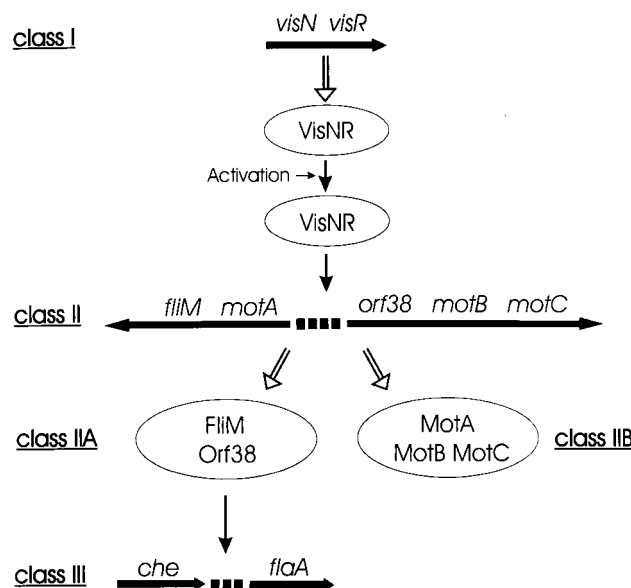 class I
visN visR
VisNR
Activation
VisNR
class II
fliM motA orf38 motB motC
class IIA
FliM
Orf38
MotA
MotB MotC
class IIB
class III
che flaA